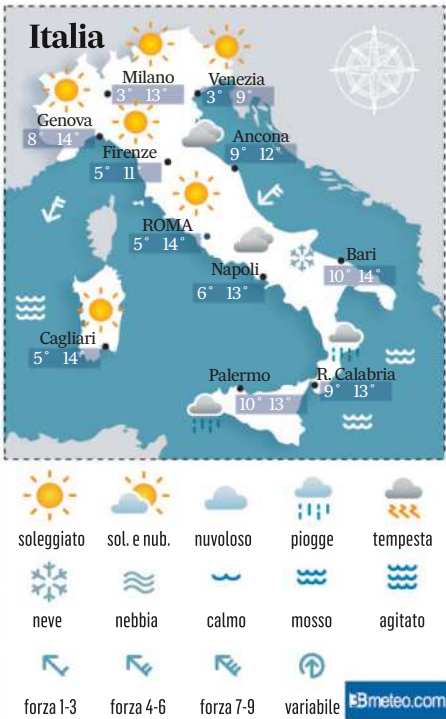 Italia
Milano
3° 13°
Venezia
3° 9°
Genova
8° 14°
Firenze
5° 11°
Ancona
9° 12°
ROMA
5° 14°
Napoli
6° 13°
Bari
10° 14°
Cagliari
5° 14°
Palermo
10° 13°
R. Calabria
9° 13°
soleggiato sol. e nub. nuvoloso piogge tempesta
neve nebbia calmo mosso agitato
forza 1-3 forza 4-6 forza 7-9 variabile
3Bmeteo.com